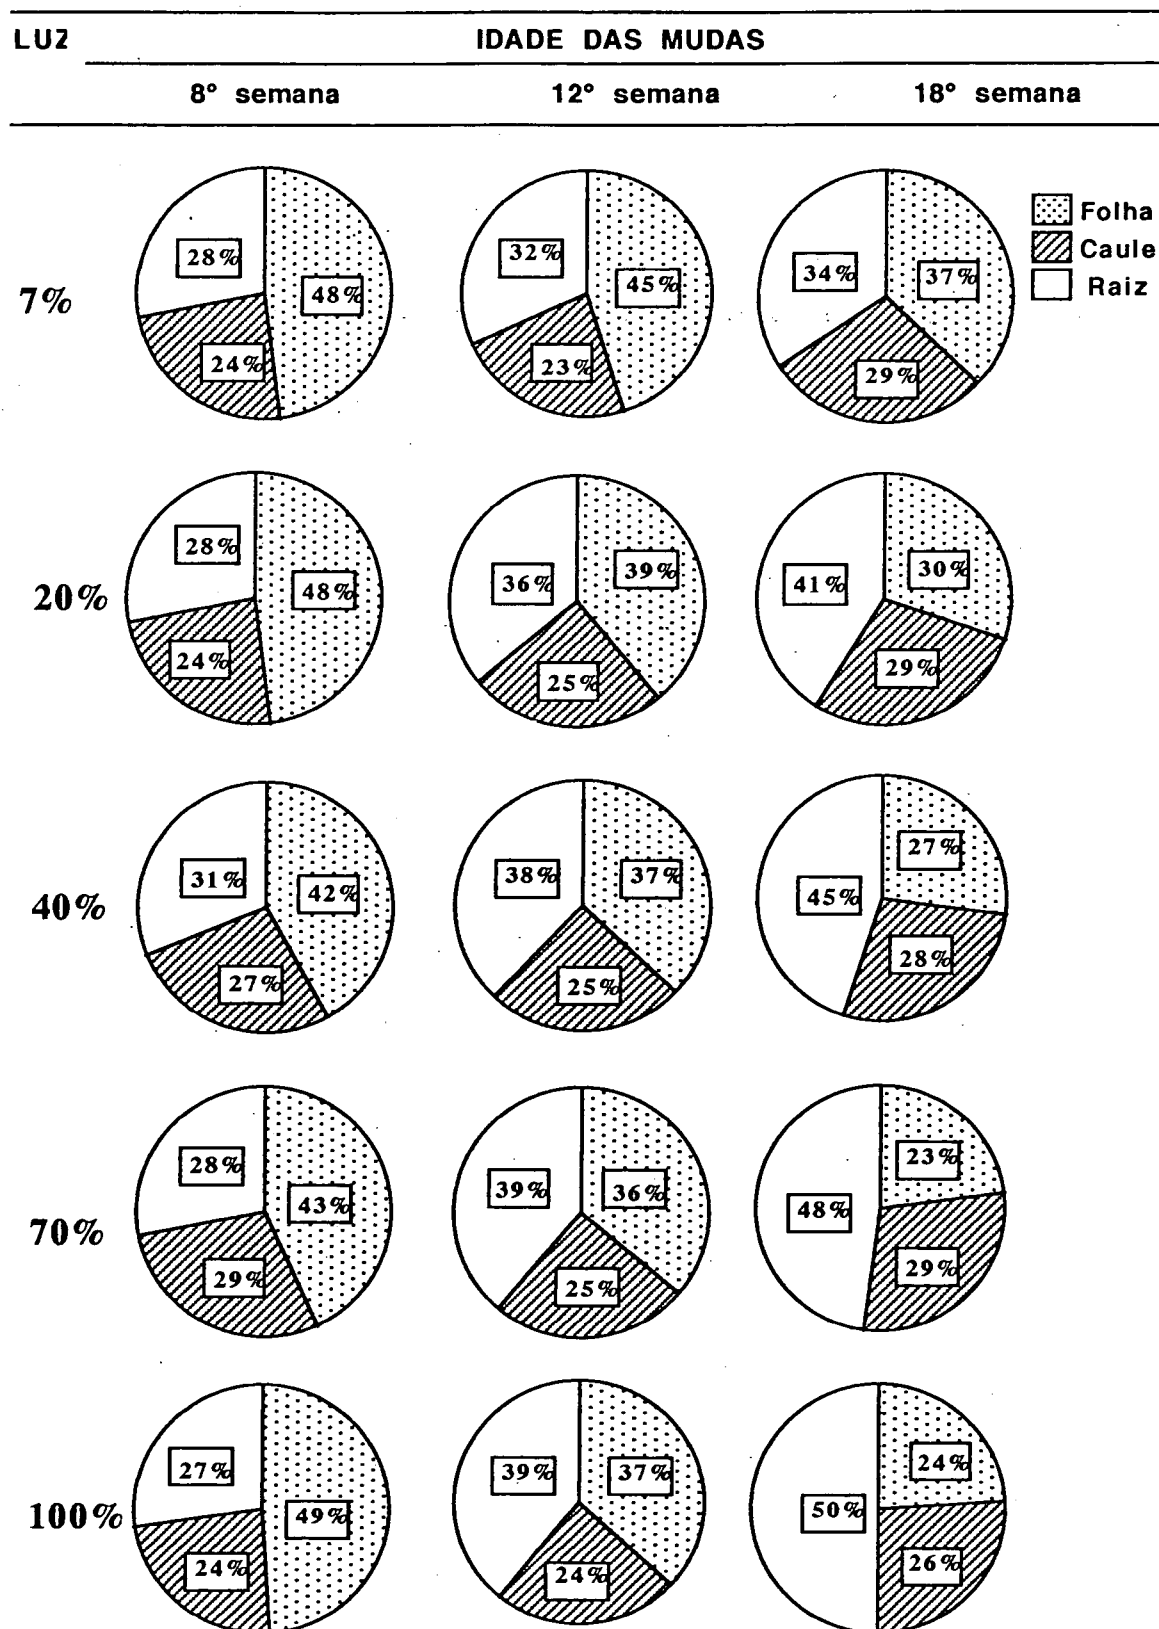 LUZ IDADE DAS MUDAS
8° semana 12° semana 18° semana
Folha
Caule
Raiz
7%
28% 48% 24%
32% 45% 23%
34% 37% 29%
20%
28% 48% 24%
36% 39% 25%
41% 30% 29%
40%
31% 42% 27%
38% 37% 25%
45% 27% 28%
70%
28% 43% 29%
39% 36% 25%
48% 23% 29%
100%
27% 49% 24%
39% 37% 24%
50% 24% 26%